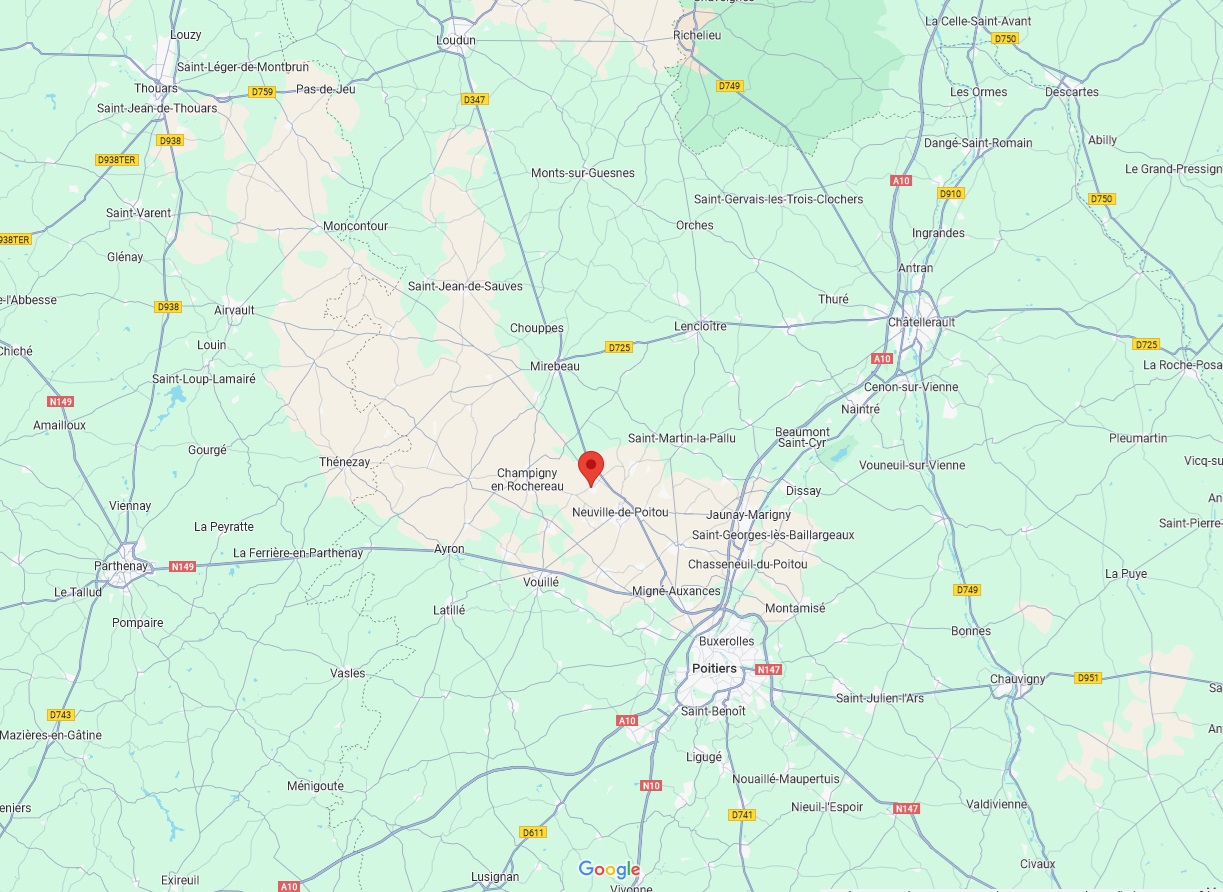 Louzy
Loudun
Richelieu
La Celle-Saint-Avant
D750
Saint-Léger-de-Montbrun
Thouars
D759
Pas-de-Jeu
D347
D749
Les Ormes
Descartes
Saint-Jean-de-Thouars
D938
D938TER
Dangé-Saint-Romain
Abilly
Monts-sur-Guesnes
Le Grand-Pressign
A10
D910
Saint-Gervais-les-Trois-Clochers
D750
Saint-Varent
Moncontour
Orches
Ingrandes
938TER
Glénay
Antran
Saint-Jean-de-Sauves
e-l'Abbesse
D938
Airvault
Thuré
Chouppes
Lencloître
Châtellerault
Chiché
Louin
D725
D725
Mirebeau
A10
La Roche-Posa
Saint-Loup-Lamairé
Cenon-sur-Vienne
N149
Naintré
Amailloux
Beaumont
Saint-Cyr
Saint-Martin-la-Pallu
Pleumartin
Gourgé
Thénezay
Vouneuil-sur-Vienne
Vicq-su
Champigny
en Rochereau
Dissay
An
Viennay
Neuville-de-Poitou
Jaunay-Marigny
La Peyratte
Saint-Pierre-
Saint-Georges-lès-Baillargeaux
La Ferrière-en-Parthenay
Ayron
Parthenay
N149
Chasseneuil-du-Poitou
La Puye
Vouillé
Le Tallud
Migné-Auxances
D749
Latillé
Montamisé
Pompaire
Bonnes
Buxerolles
Vasles
Poitiers
N147
Chauvigny
D951
Sa
Saint-Julien-l'Ars
D743
Saint-Benoît
A10
Mazières-en-Gâtine
An
Ligugé
Ménigoute
N10
Nouaillé-Maupertuis
eniers
Nieuil-l'Espoir
N147
Valdivienne
D741
D611
Civaux
Google
Exireuil
A10
Lusignan
Vivonne